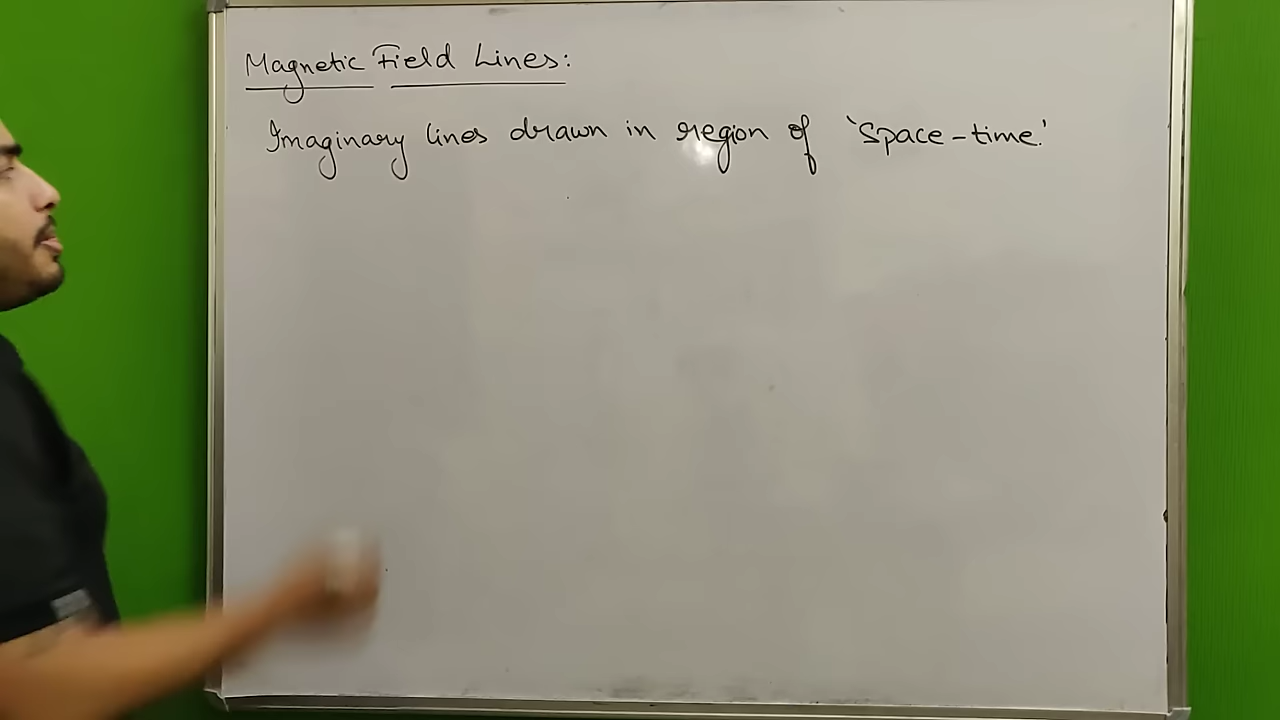 Magnetic Field Lines:
Imaginary lines drawn in region of 'Space-time.'